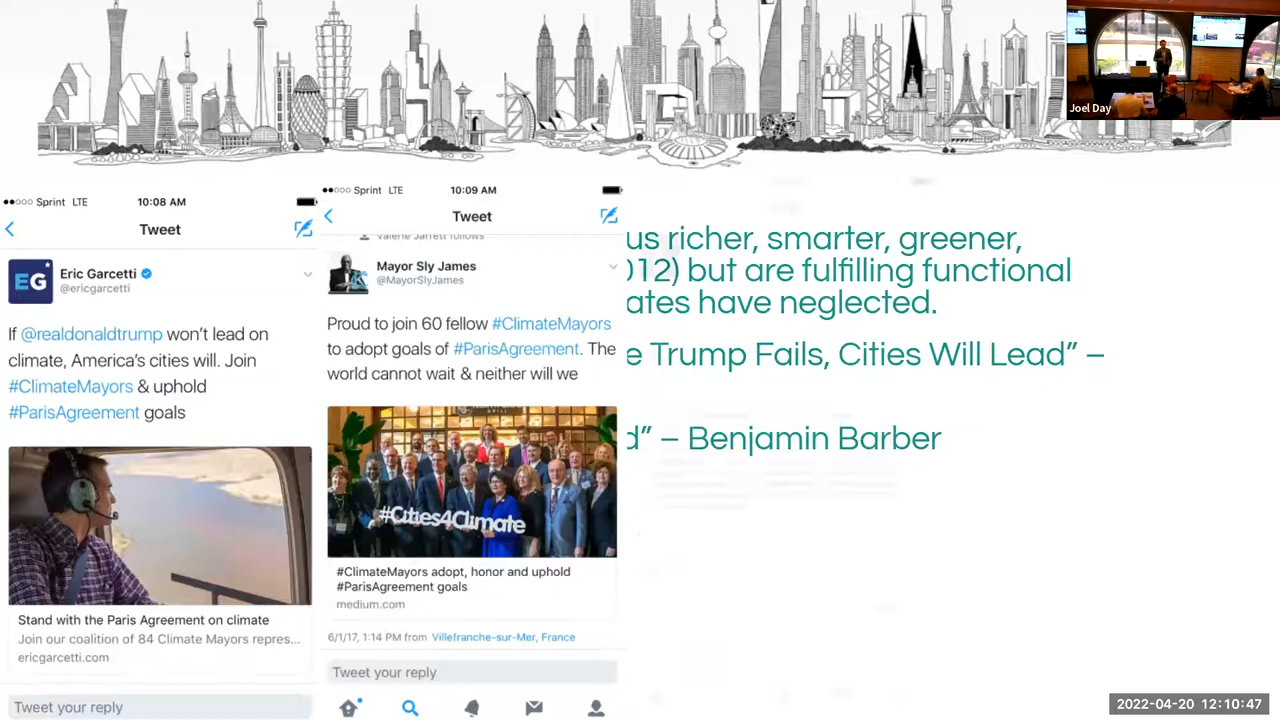 Joel Day
●●○○○ Sprint LTE 10:08 AM
Tweet
EG
Eric Garcetti
@ericgarcetti
If @realdonaldtrump won't lead on
climate, America's cities will. Join
#ClimateMayors & uphold
#ParisAgreement goals
Stand with the Paris Agreement on climate
Join our coalition of 84 Climate Mayors repres...
ericgarcetti.com
Tweet your reply
●●○○○ Sprint LTE 10:09 AM
Tweet
Valerie Jarrett follows
Mayor Sly James
@MayorSlyJames
Proud to join 60 fellow #ClimateMayors
to adopt goals of #ParisAgreement. The
world cannot wait & neither will we
#Cities4Climate
#ClimateMayors adopt, honor and uphold
#ParisAgreement goals
medium.com
6/1/17, 1:14 PM from Villefranche-sur-Mer, France
Tweet your reply
us richer, smarter, greener,
012) but are fulfilling functional
ates have neglected.
e Trump Fails, Cities Will Lead” –
d” – Benjamin Barber
2022-04-20 12:10:47